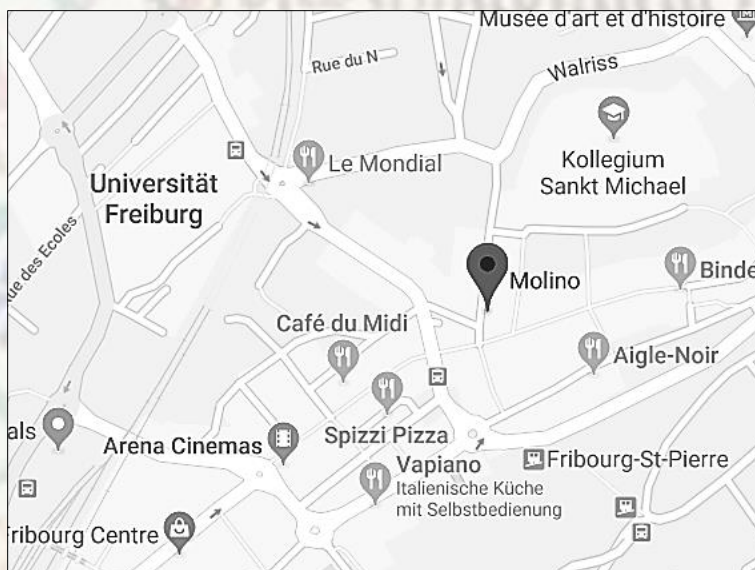 Musée d'art et d'histoire
Rue du N
Walriss
Le Mondial
Kollegium
Sankt Michael
Universität
Freiburg
Rue des Ecoles
Molino
Binde
Café du Midi
Aigle-Noir
Spizzi Pizza
als
Arena Cinemas
Vapiano
Italienische Küche
mit Selbstbedienung
Fribourg-St-Pierre
Fribourg Centre